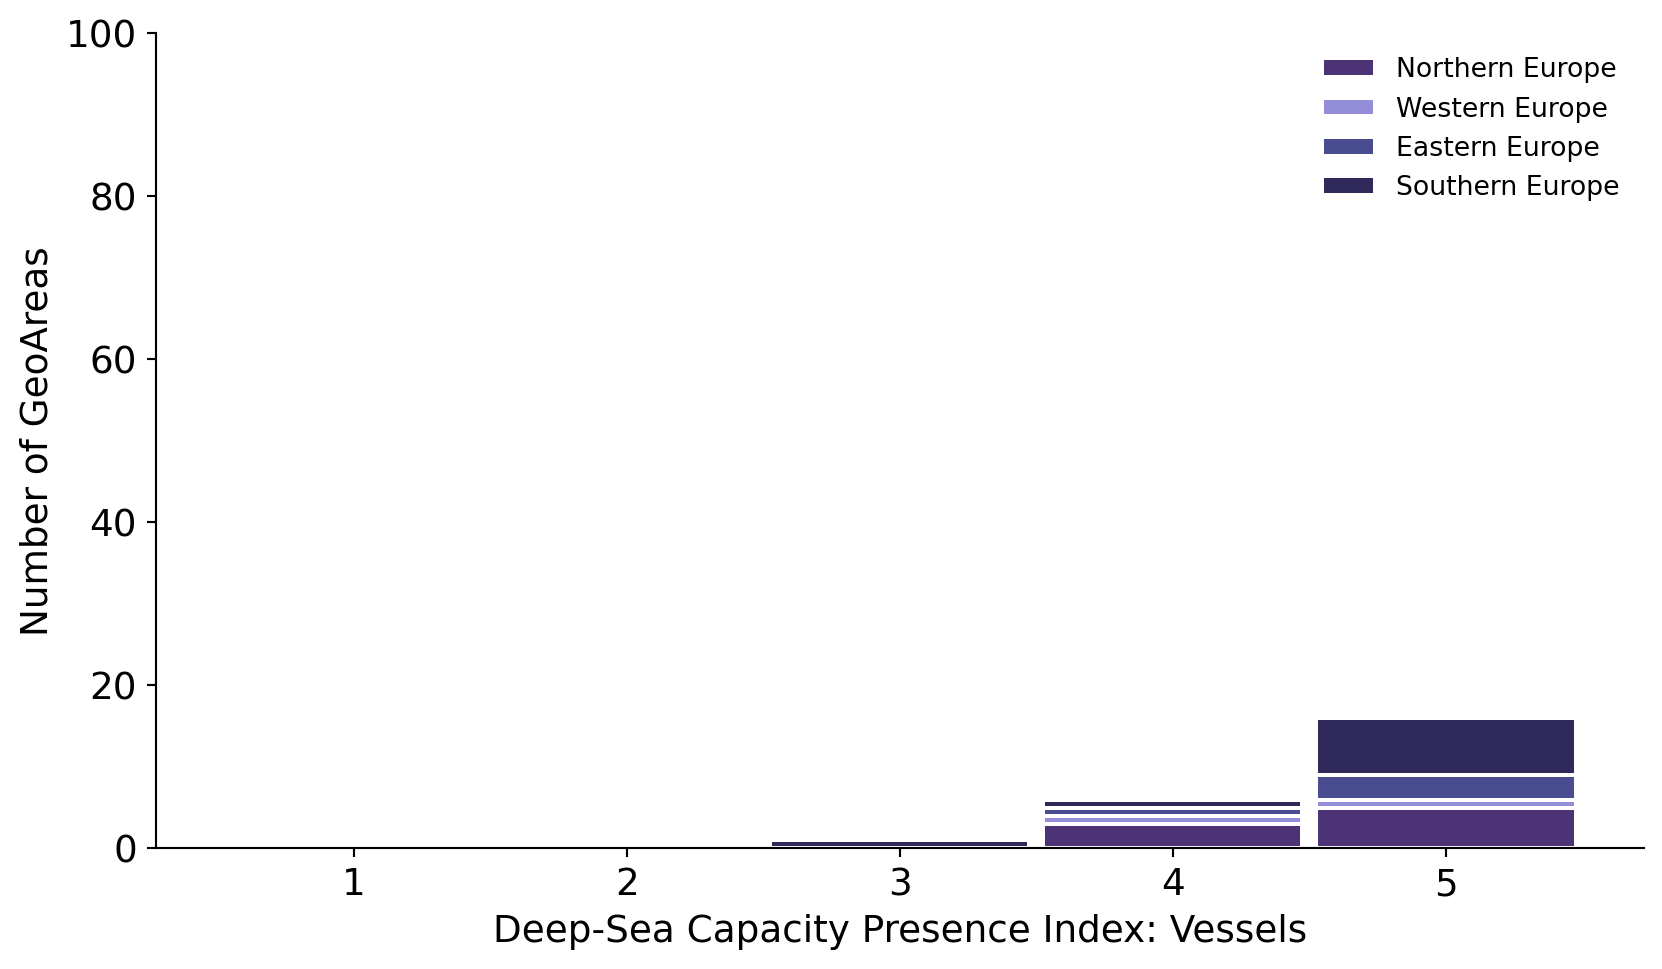 100
80
60
40
20
0
Number of GeoAreas
Northern Europe
Western Europe
Eastern Europe
Southern Europe
1 2 3 4 5
Deep-Sea Capacity Presence Index: Vessels